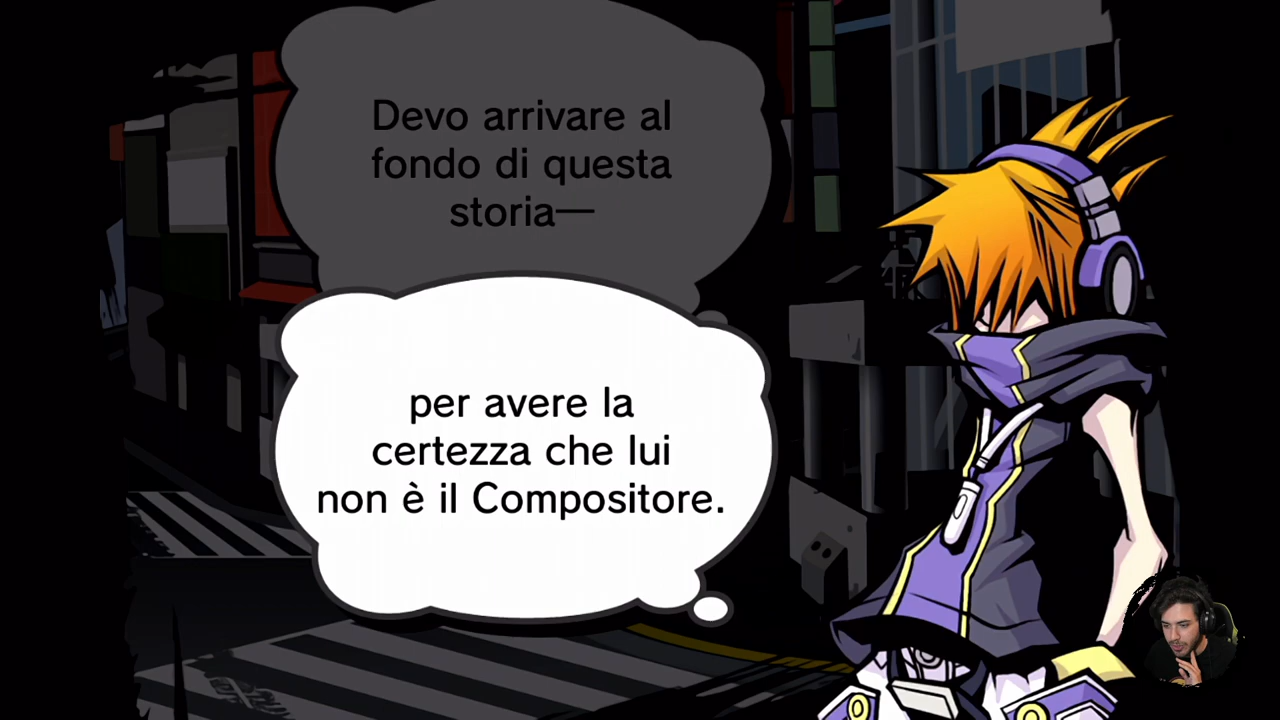 Devo arrivare al
fondo di questa
storia—
per avere la
certezza che lui
non è il Compositore.